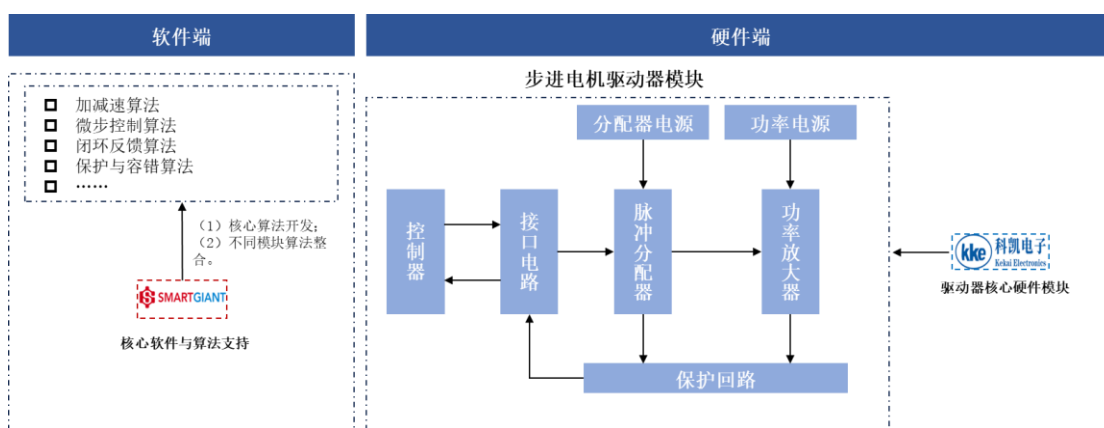 软件端
加减速算法
微步控制算法
闭环反馈算法
保护与容错算法
……
（1）核心算法开发；
（2）不同模块算法整
合。
SMARTGIANT
核心软件与算法支持
硬件端
步进电机驱动器模块
分配器电源
功率电源
控制器
接口电路
脉冲分配器
功率放大器
保护回路
kke
科凯电子
Kekai Electronics
驱动器核心硬件模块